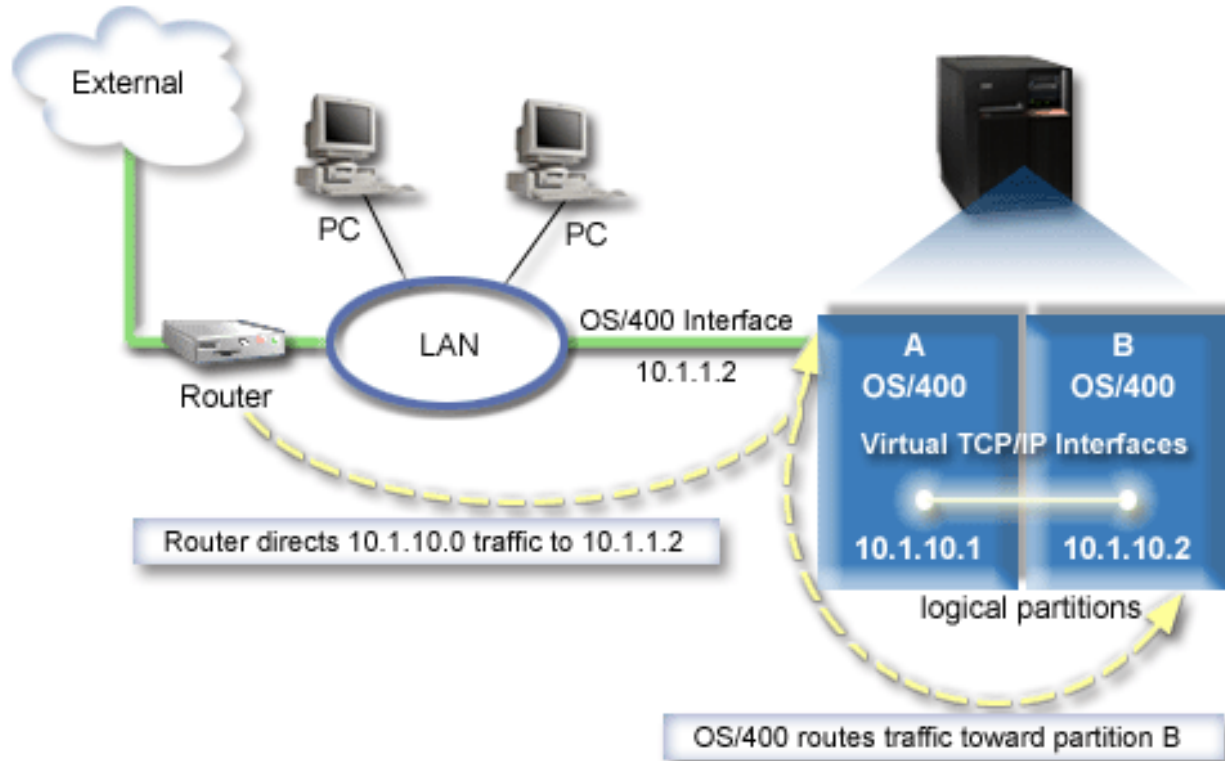 External
PC
PC
Router
LAN
OS/400 Interface
10.1.1.2
A
OS/400
B
OS/400
Virtual TCP/IP Interfaces
10.1.10.1
10.1.10.2
logical partitions
Router directs 10.1.10.0 traffic to 10.1.1.2
OS/400 routes traffic toward partition B